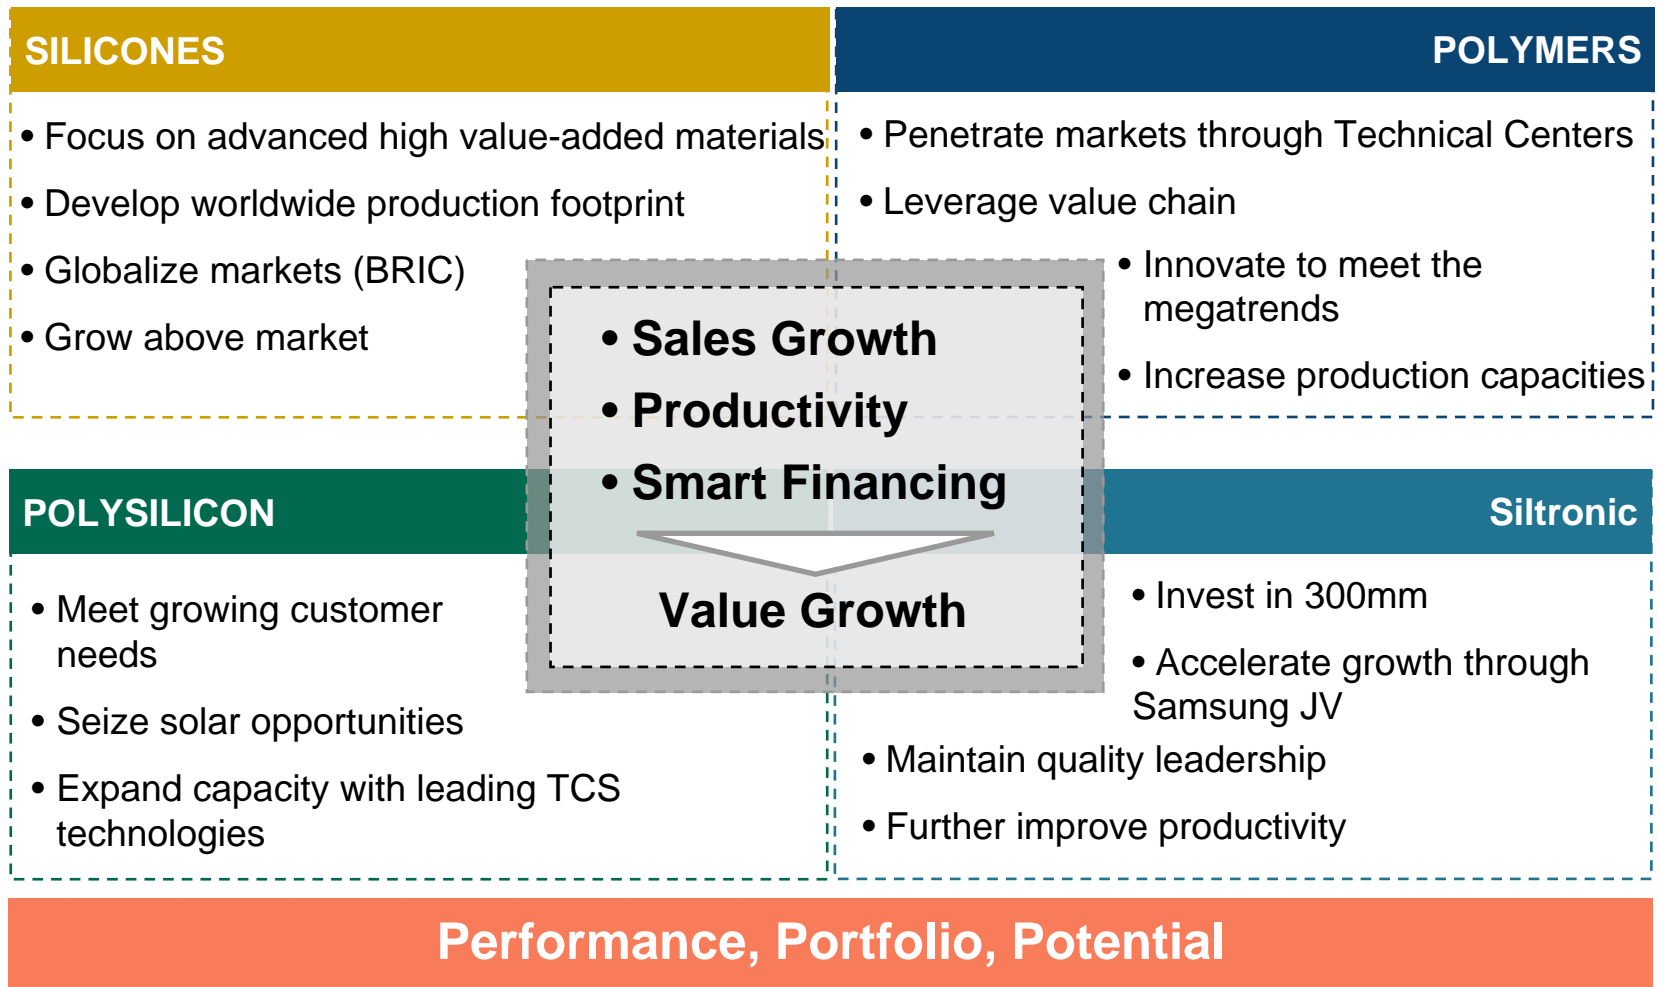 SILICONES
• Focus on advanced high value-added materials
• Develop worldwide production footprint
• Globalize markets (BRIC)
• Grow above market
POLYMERS
• Penetrate markets through Technical Centers
• Leverage value chain
• Innovate to meet the
megatrends
• Increase production capacities
• Sales Growth
• Productivity
• Smart Financing
Value Growth
POLYSILICON
• Meet growing customer
needs
• Seize solar opportunities
• Expand capacity with leading TCS
technologies
Siltronic
• Invest in 300mm
• Accelerate growth through
Samsung JV
• Maintain quality leadership
• Further improve productivity
Performance, Portfolio, Potential